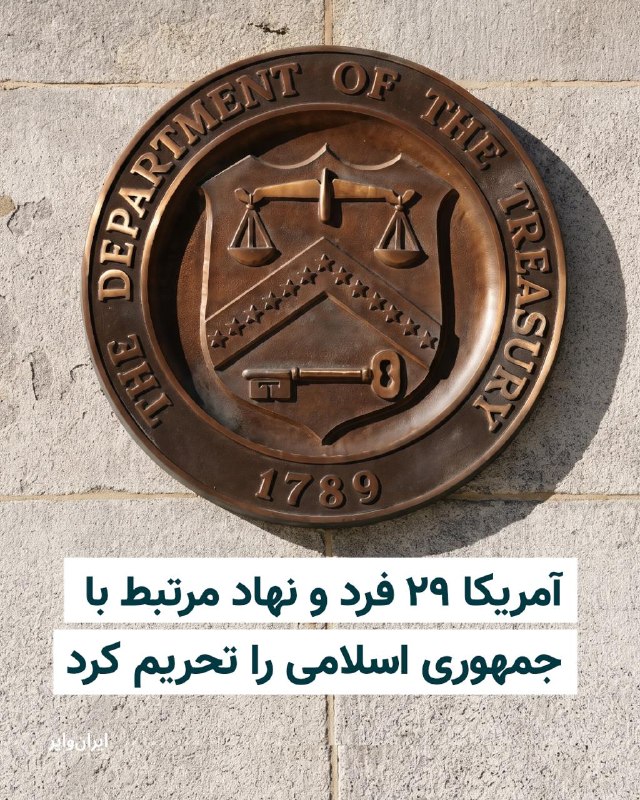 THE DEPARTMENT OF THE TREASURY
1789
آمریکا ۲۹ فرد و نهاد مرتبط با
جمهوری اسلامی را تحریم کرد
ایران‌وایر